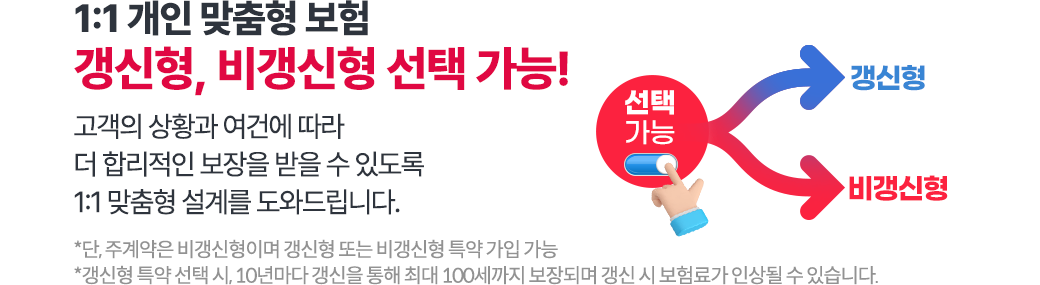 1:1 개인 맞춤형 보험
갱신형, 비갱신형 선택 가능!
고객의 상황과 여건에 따라
더 합리적인 보장을 받을 수 있도록
1:1 맞춤형 설계를 도와드립니다.
*단, 주계약은 비갱신형이며 갱신형 또는 비갱신형 특약 가입 가능
*갱신형 특약 선택 시, 10년마다 갱신을 통해 최대 100세까지 보장되며 갱신 시 보험료가 인상될 수 있습니다.
선택
가능
갱신형
비갱신형